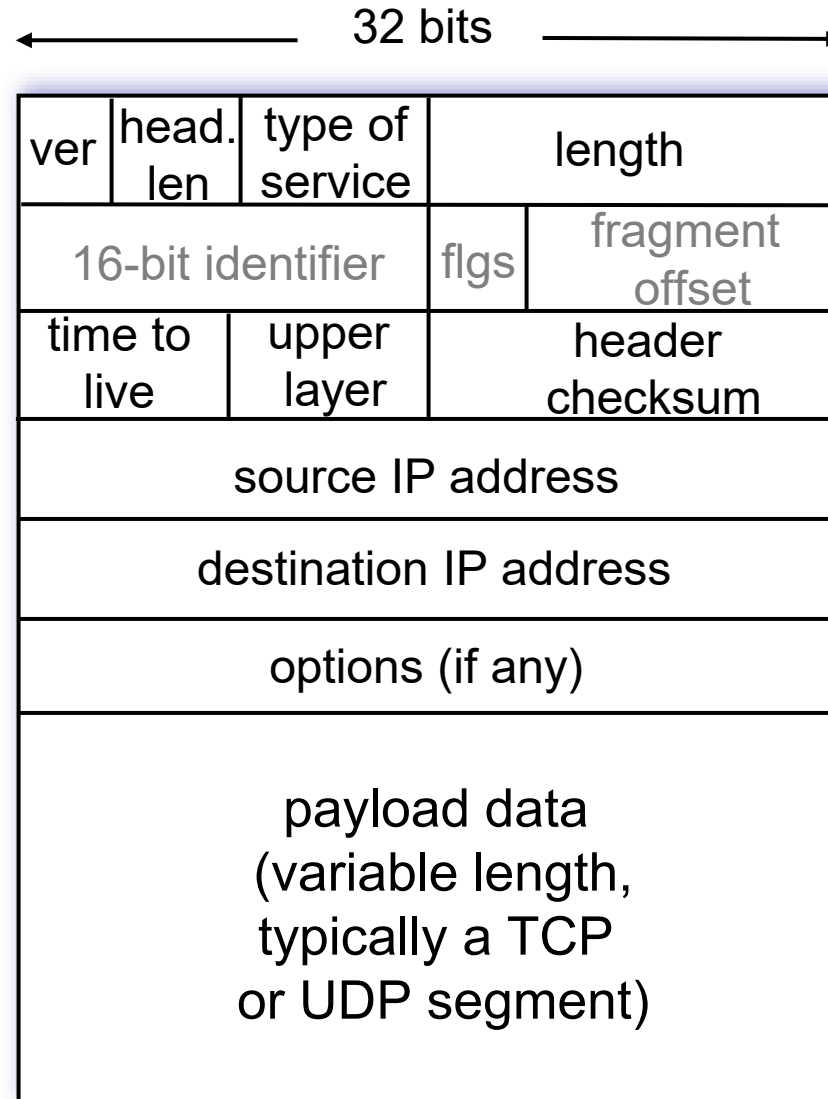 32 bits
ver
head.
len
type of
service
length
16-bit identifier
flgs
fragment
offset
time to
live
upper
layer
header
checksum
source IP address
destination IP address
options (if any)
payload data
(variable length,
typically a TCP
or UDP segment)